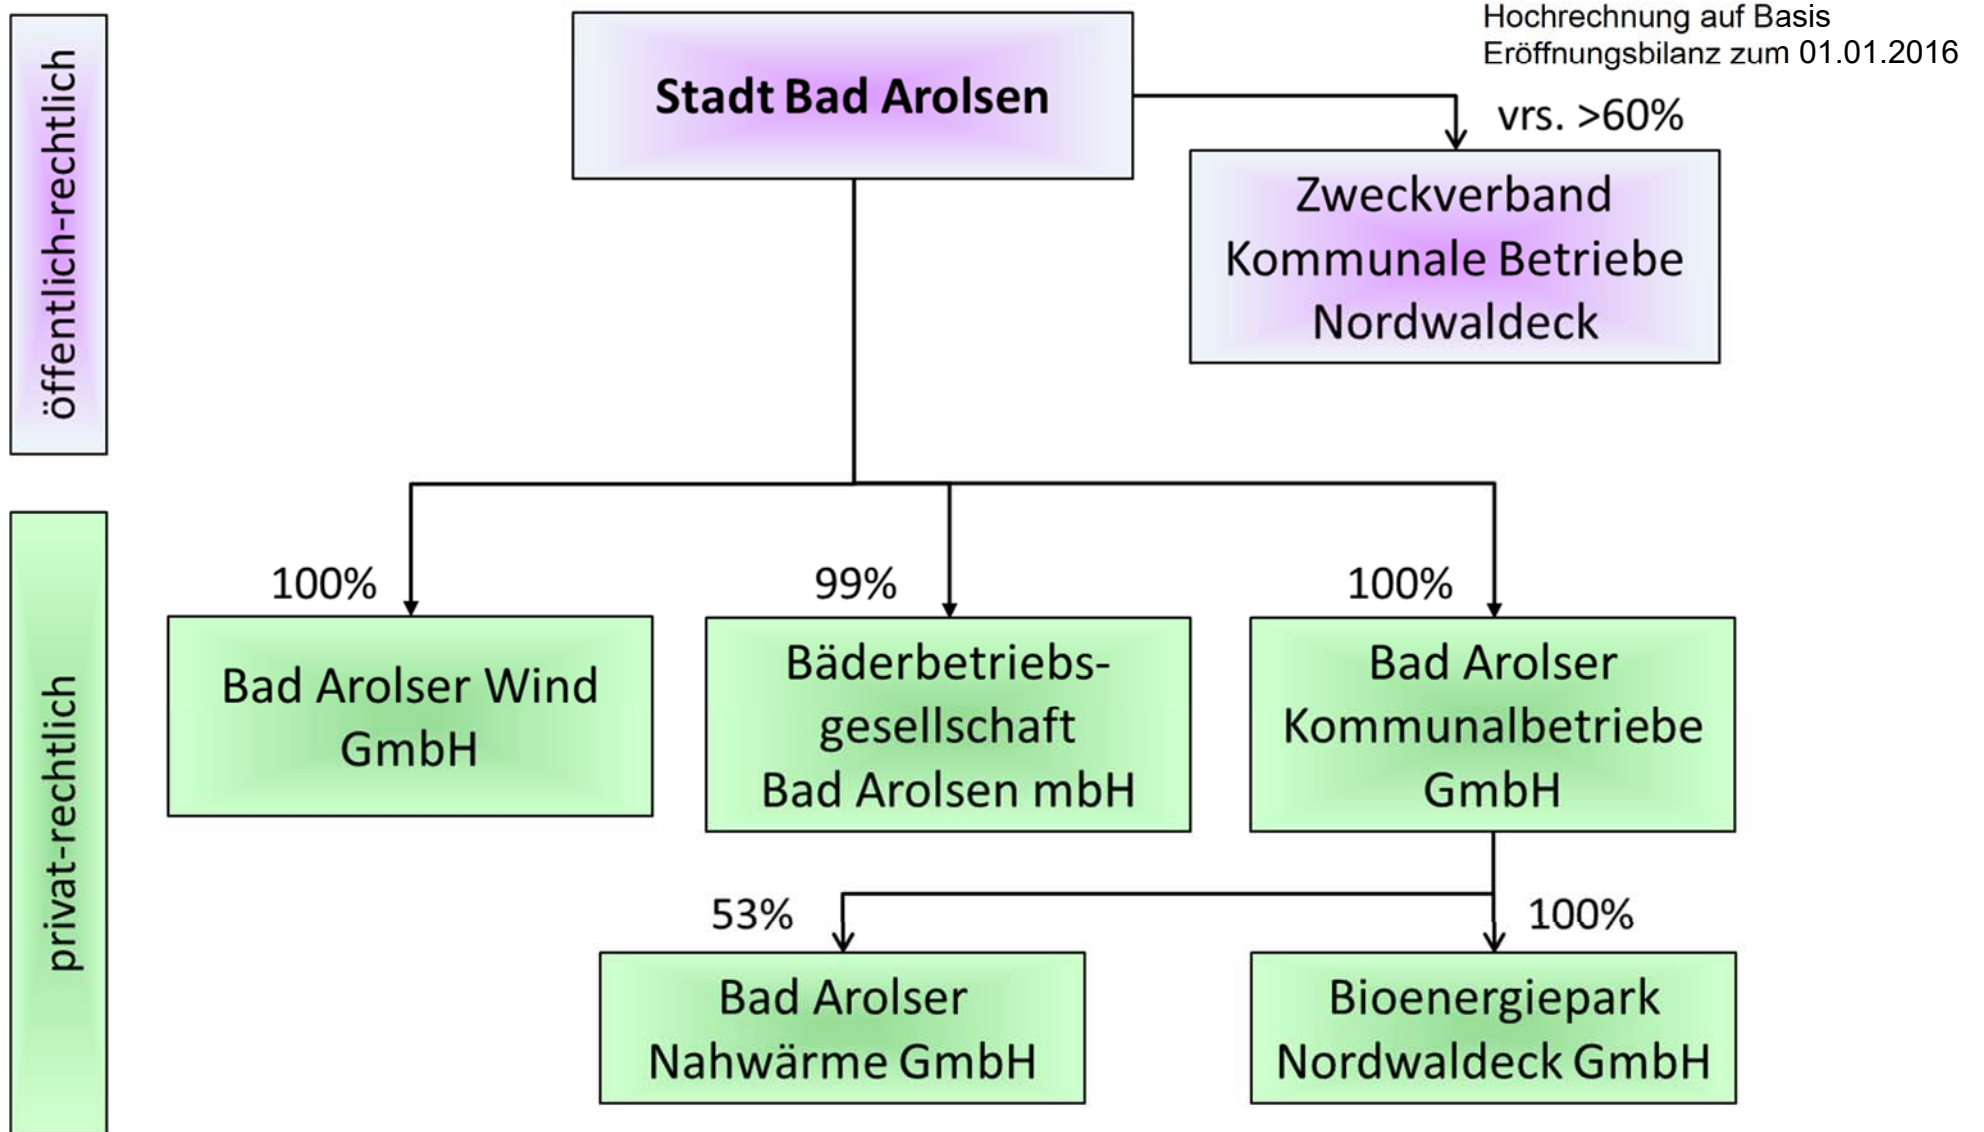 Hochrechnung auf Basis
Eröffnungsbilanz zum 01.01.2016
öffentlich-rechtlich
Stadt Bad Arolsen
vrs. >60%
Zweckverband
Kommunale Betriebe
Nordwaldeck
privat-rechtlich
100%
Bad Arolser Wind
GmbH
99%
Bäderbetriebs-
gesellschaft
Bad Arolsen mbH
100%
Bad Arolser
Kommunalbetriebe
GmbH
53%
Bad Arolser
Nahwärme GmbH
100%
Bioenergiepark
Nordwaldeck GmbH